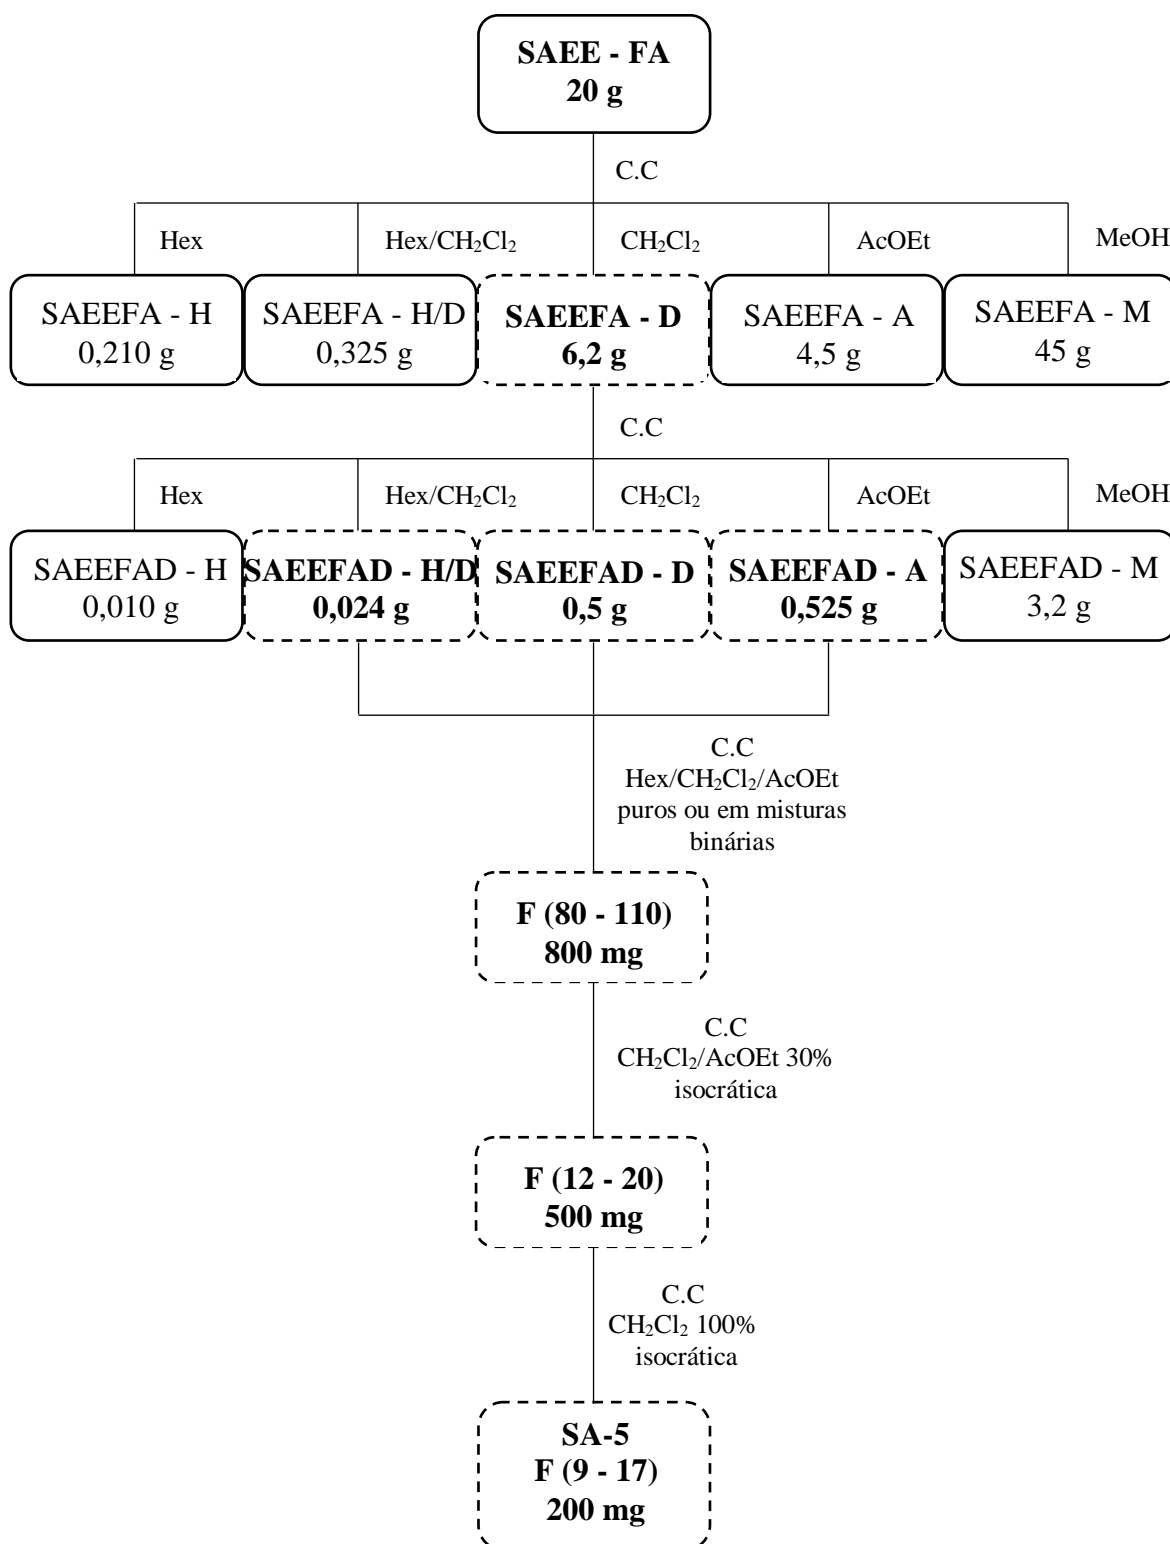 SAEE - FA
20 g
C.C
Hex
Hex/CH₂Cl₂
CH₂Cl₂
AcOEt
MeOH
SAEEFA - H
0,210 g
SAEEFA - H/D
0,325 g
SAEEFA - D
6,2 g
SAEEFA - A
4,5 g
SAEEFA - M
45 g
C.C
Hex
Hex/CH₂Cl₂
CH₂Cl₂
AcOEt
MeOH
SAEEFAD - H
0,010 g
SAEEFAD - H/D
0,024 g
SAEEFAD - D
0,5 g
SAEEFAD - A
0,525 g
SAEEFAD - M
3,2 g
C.C
Hex/CH₂Cl₂/AcOEt
puros ou em misturas
binárias
F (80 - 110)
800 mg
C.C
CH₂Cl₂/AcOEt 30%
isocrática
F (12 - 20)
500 mg
C.C
CH₂Cl₂ 100%
isocrática
SA-5
F (9 - 17)
200 mg